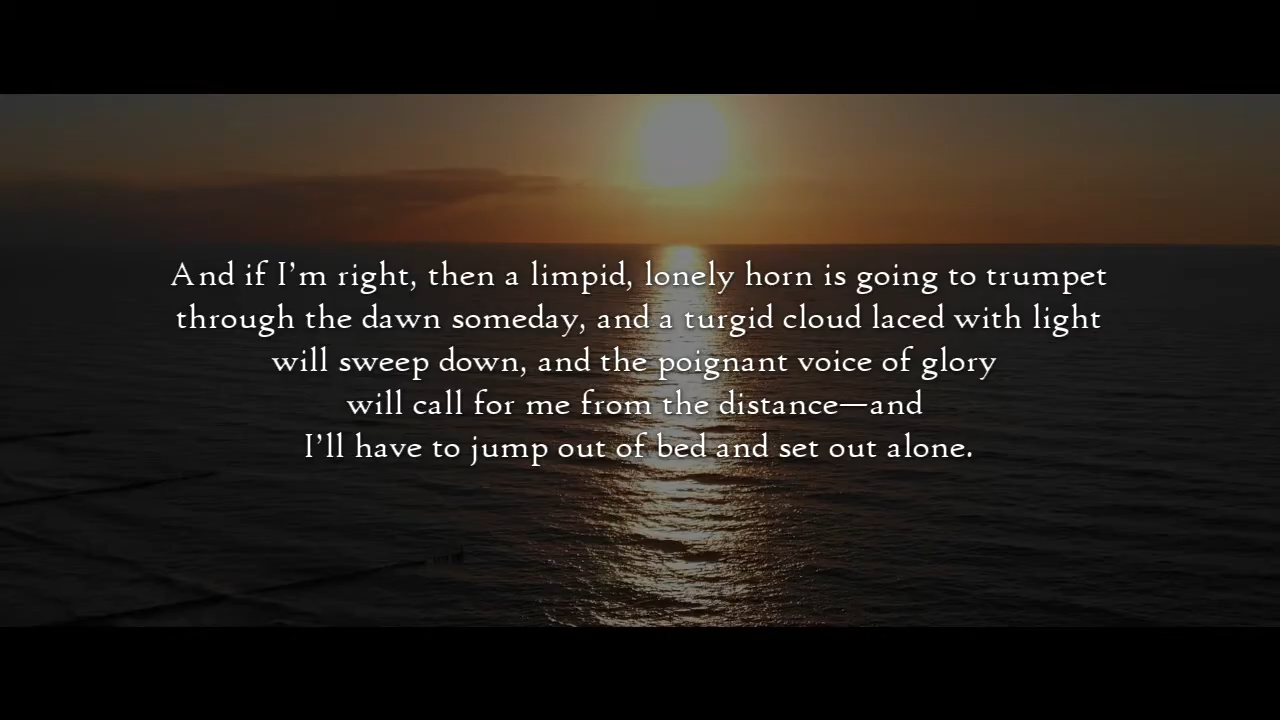 And if I’m right, then a limpid, lonely horn is going to trumpet
through the dawn someday, and a turgid cloud laced with light
will sweep down, and the poignant voice of glory
will call for me from the distance—and
I’ll have to jump out of bed and set out alone.